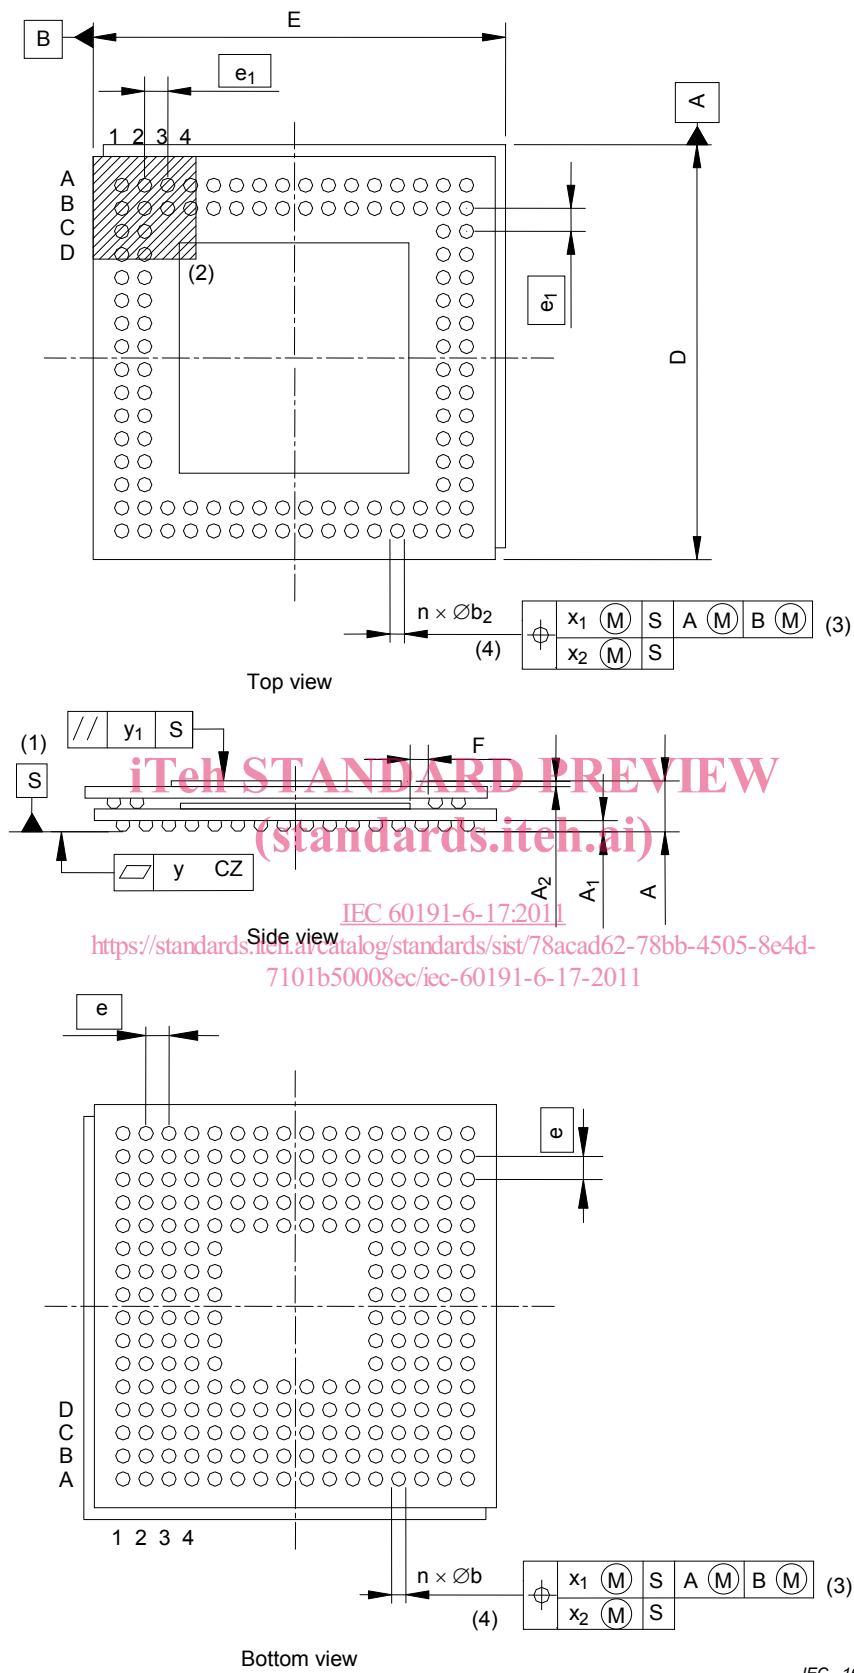 E
B
e1
A
1 2 3 4
A
B
C
D
(2)
e1
D
n × Øb2
(4)
x1 Ⓜ S A Ⓜ B Ⓜ (3)
x2 Ⓜ S
Top view
// y1 S
(1)
S
F
iTeh STANDARD PREVIEW
(standards.iteh.ai)
y CZ
A2
A1
A
IEC 60191-6-17:2011
Side view
https://standards.iteh.ai/catalog/standards/sist/78acad62-78bb-4505-8e4d-
7101b50008ec/iec-60191-6-17-2011
e
e
D
C
B
A
1 2 3 4
n × Øb
(4)
x1 Ⓜ S A Ⓜ B Ⓜ (3)
x2 Ⓜ S
Bottom view
IEC